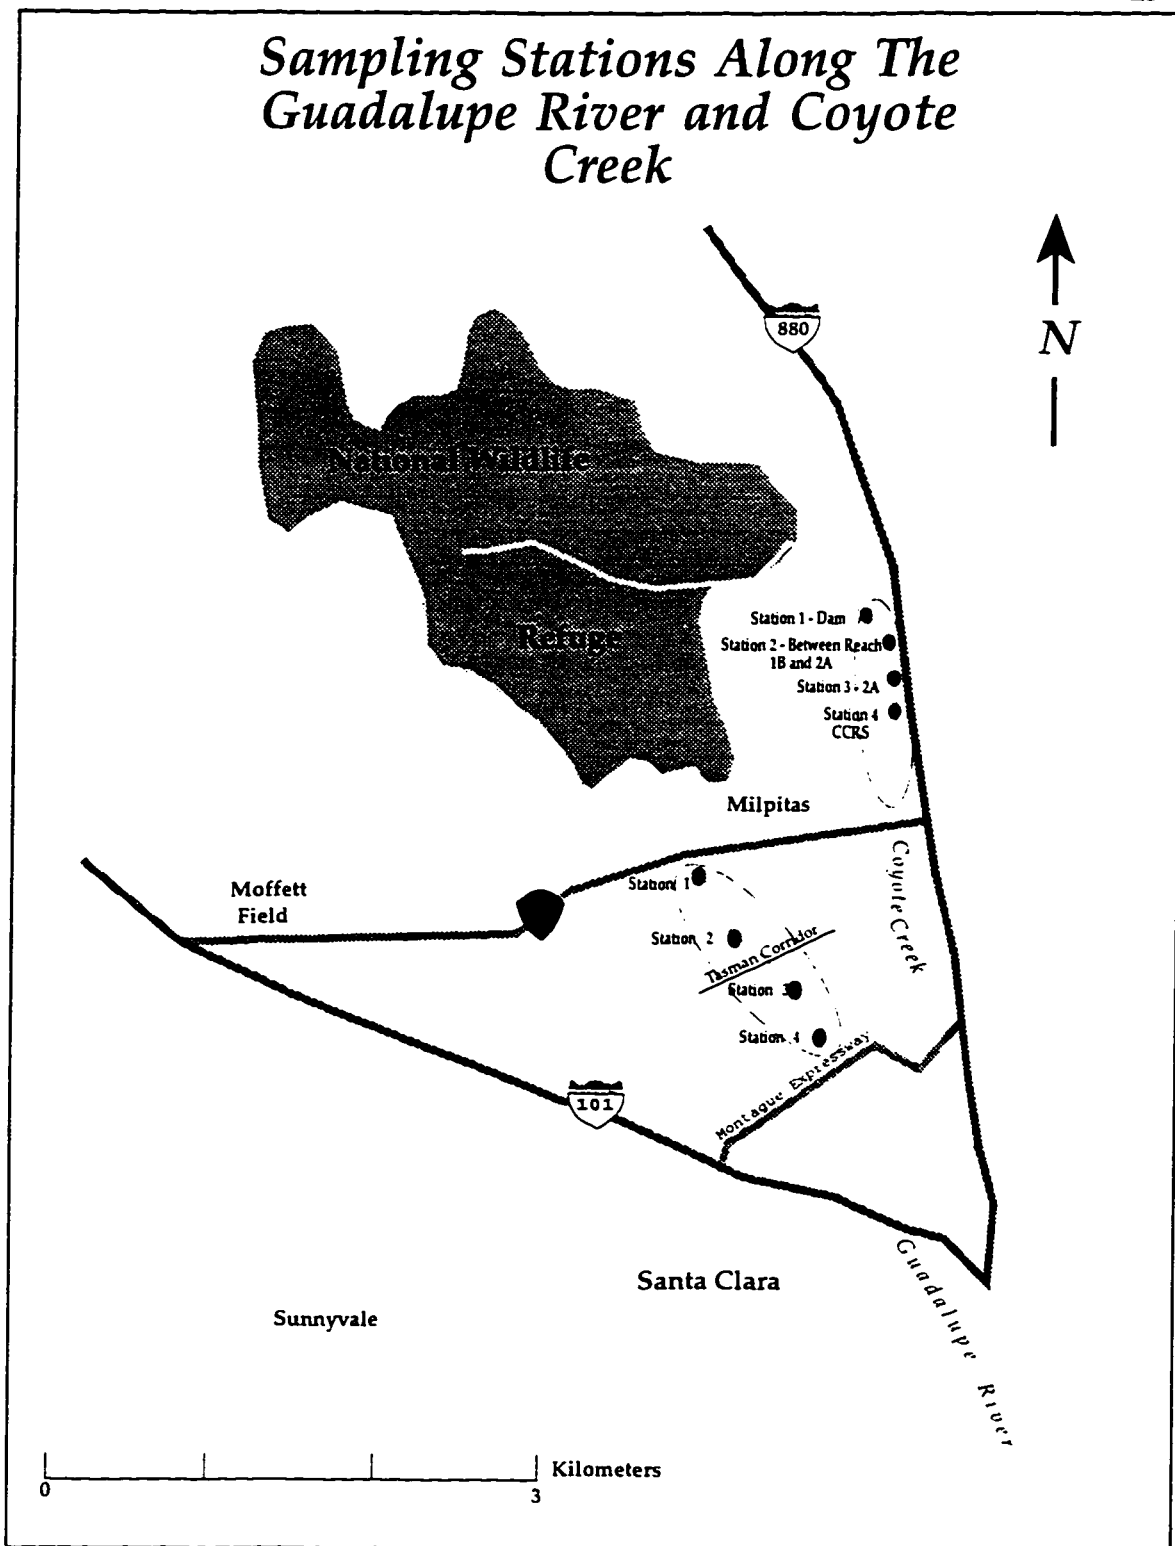 Sampling Stations Along The
Guadalupe River and Coyote
Creek
880
N
National Wildlife
Refuge
Station 1 - Dam
Station 2 - Between Reach
1B and 2A
Station 3 - 2A
Station 4
CCRS
Milpitas
Coyote Creek
Moffett
Field
Station 1
Station 2
Tasman Corridor
Station 3
Station 4
Montague Expressway
101
Guadalupe River
Santa Clara
Sunnyvale
Kilometers
0
3